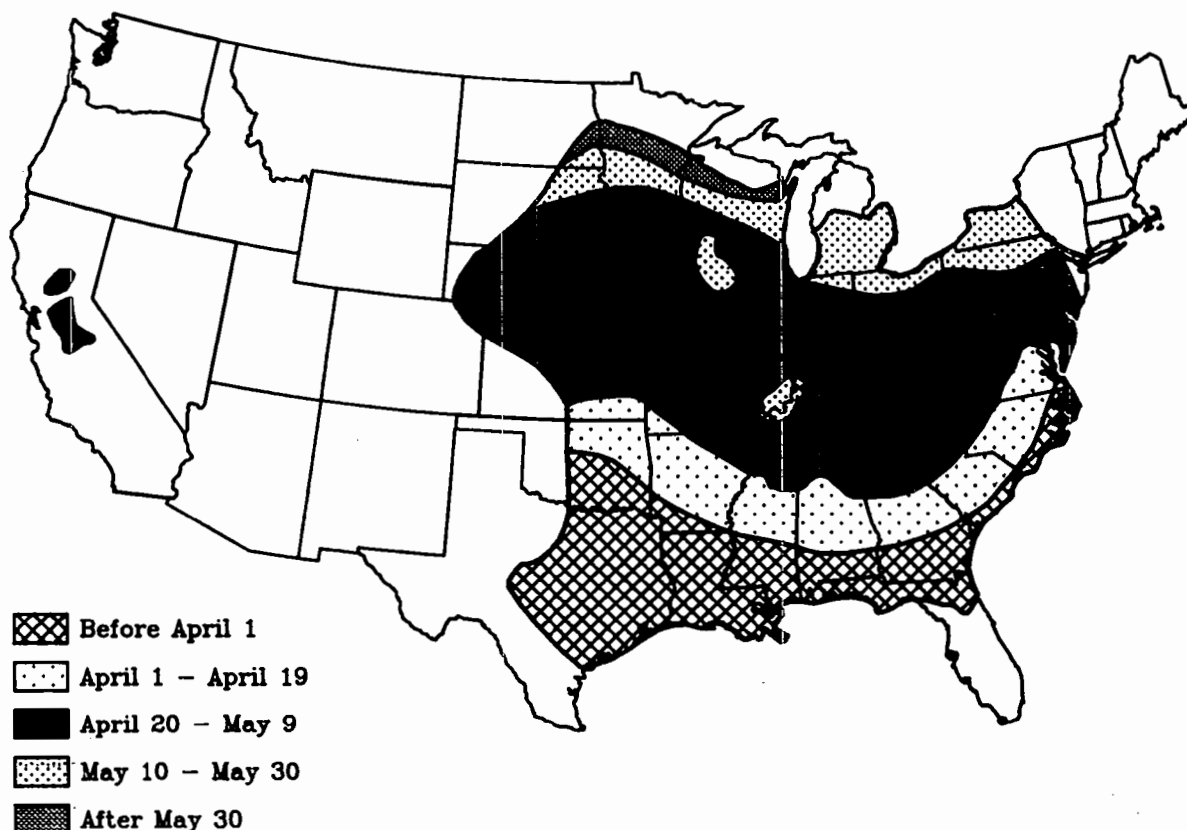 Before April 1
April 1 – April 19
April 20 – May 9
May 10 – May 30
After May 30